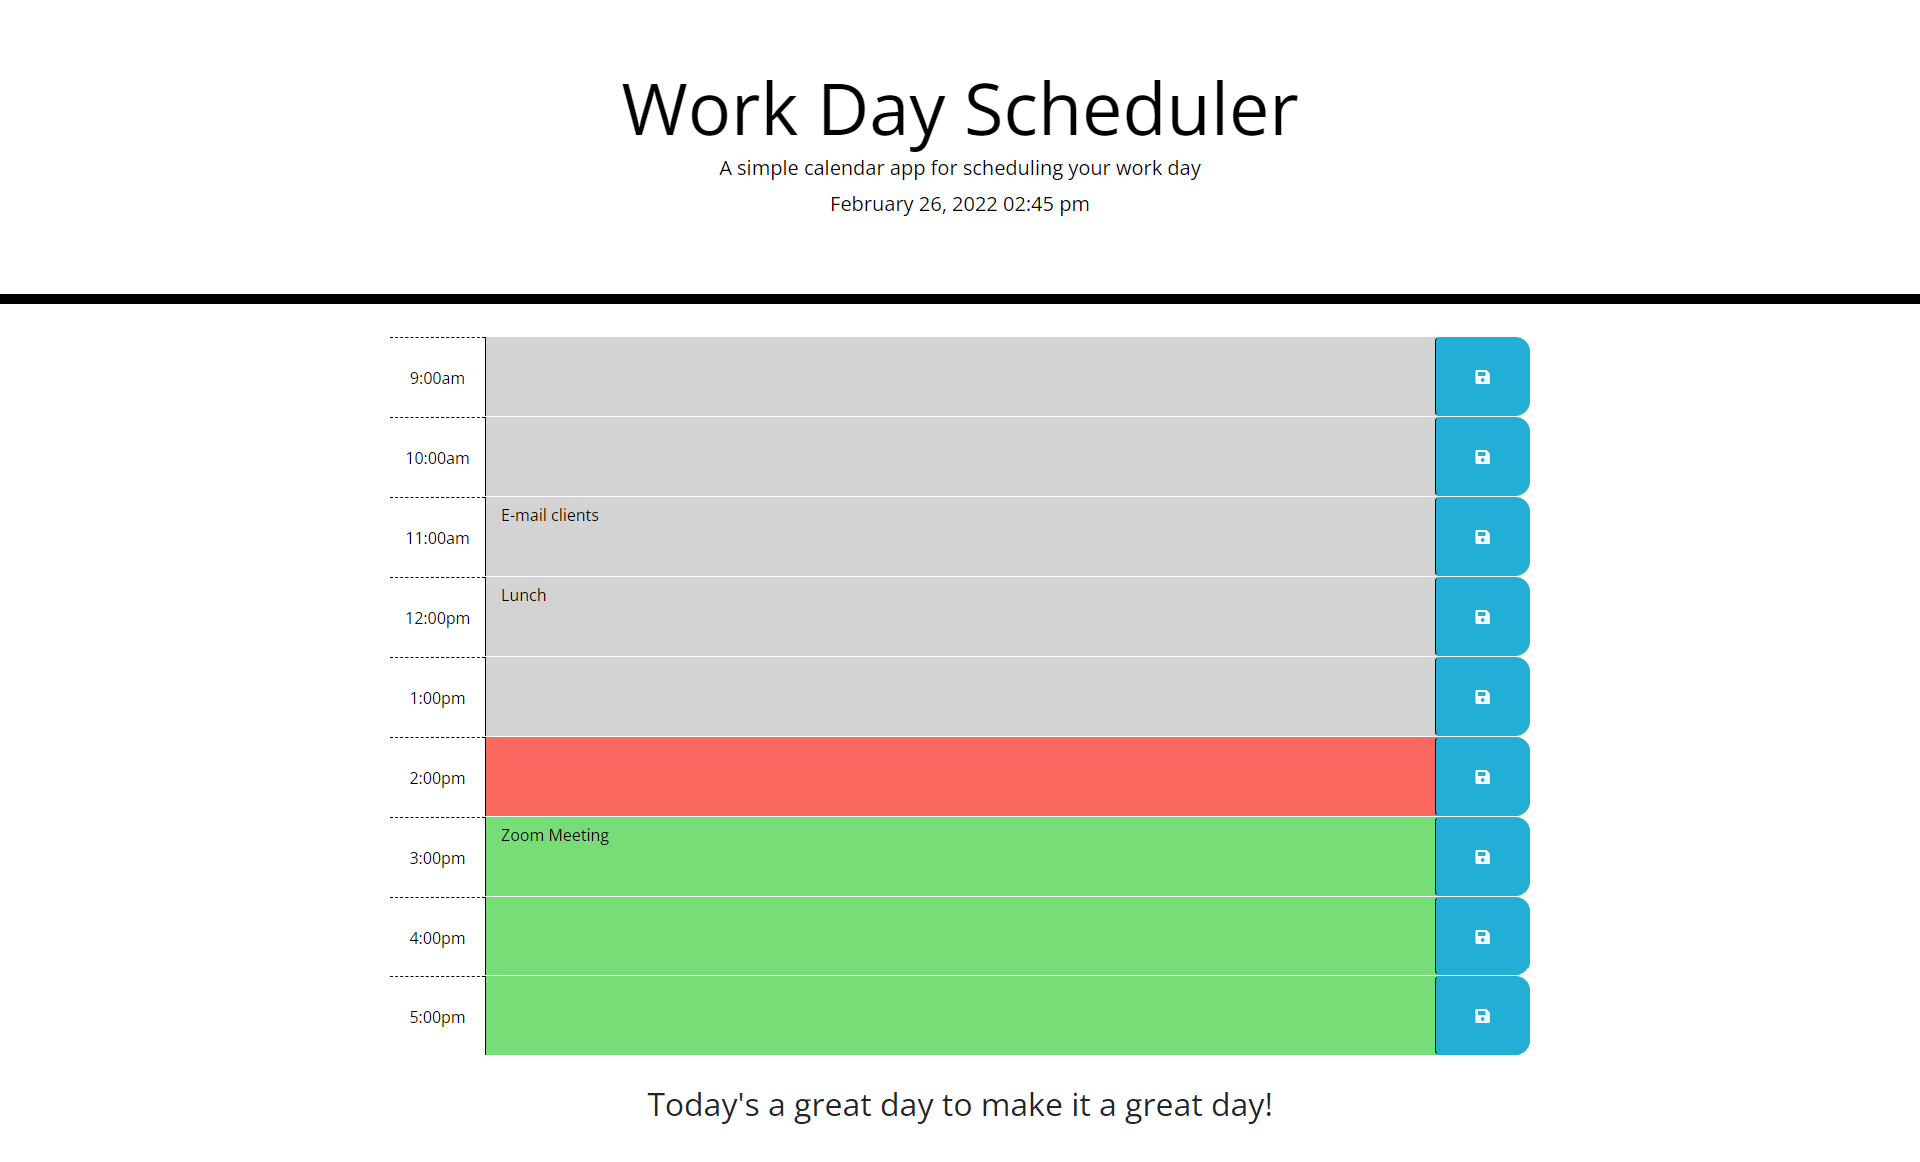 Work Day Scheduler
A simple calendar app for scheduling your work day
February 26, 2022 02:45 pm
9:00am
10:00am
11:00am E-mail clients
12:00pm Lunch
1:00pm
2:00pm
3:00pm Zoom Meeting
4:00pm
5:00pm
Today's a great day to make it a great day!